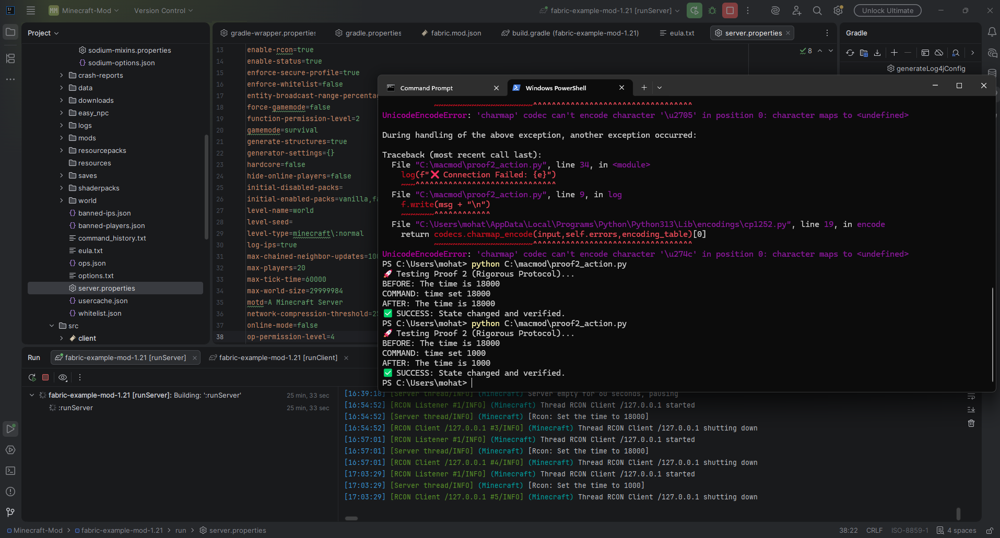 MM Minecraft-Mod
Version Control
fabric-example-mod-1.21 [runServer]
Unlock Ultimate
Project
sodium-mixins.properties
sodium-options.json
crash-reports
data
downloads
easy_npc
logs
mods
resourcepacks
resources
saves
shaderpacks
world
banned-ips.json
banned-players.json
command_history.txt
eula.txt
ops.json
options.txt
server.properties
usercache.json
whitelist.json
src
client
gradle-wrapper.properties
gradle.properties
fabric.mod.json
build.gradle (fabric-example-mod-1.21)
eula.txt
server.properties
8
13 enable-rcon=true
14 enable-status=true
15 enforce-secure-profile=true
16 enforce-whitelist=false
17 entity-broadcast-range-percenta
18 force-gamemode=false
19 function-permission-level=2
20 gamemode=survival
21 generate-structures=true
22 generator-settings={}
23 hardcore=false
24 hide-online-players=false
25 initial-disabled-packs=
26 initial-enabled-packs=vanilla,fa
27 level-name=world
28 level-seed=
29 level-type=minecraft\:normal
30 log-ips=true
31 max-chained-neighbor-updates=100
32 max-players=20
33 max-tick-time=60000
34 max-world-size=29999984
35 motd=A Minecraft Server
36 network-compression-threshold=25
37 online-mode=false
38 op-permission-level=4
Gradle
generateLog4jConfig
Command Prompt
Windows PowerShell
~~~~~~~~~~~~~~~~~~~~~^^^^^^^^^^^^^^^^^^^^^^^^^^^^^^^^^^
UnicodeEncodeError: 'charmap' codec can't encode character '\u2705' in position 0: character maps to <undefined>
During handling of the above exception, another exception occurred:
Traceback (most recent call last):
File "C:\macmod\proof2_action.py", line 34, in <module>
log(f"❌ Connection Failed: {e}")
~~~^^^^^^^^^^^^^^^^^^^^^^^^^^^^^^
File "C:\macmod\proof2_action.py", line 9, in log
f.write(msg + "\n")
~~~~~~~^^^^^^^^^^^^
File "C:\Users\mohat\AppData\Local\Programs\Python\Python313\Lib\encodings\cp1252.py", line 19, in encode
return codecs.charmap_encode(input,self.errors,encoding_table)[0]
~~~~~~~~~~~~~~~~~~~~~^^^^^^^^^^^^^^^^^^^^^^^^^^^^^^^^^^
UnicodeEncodeError: 'charmap' codec can't encode character '\u274c' in position 0: character maps to <undefined>
PS C:\Users\mohat> python C:\macmod\proof2_action.py
🚀 Testing Proof 2 (Rigorous Protocol)...
BEFORE: The time is 18000
COMMAND: time set 18000
AFTER: The time is 18000
✅ SUCCESS: State changed and verified.
PS C:\Users\mohat> python C:\macmod\proof2_action.py
🚀 Testing Proof 2 (Rigorous Protocol)...
BEFORE: The time is 18000
COMMAND: time set 1000
AFTER: The time is 1000
✅ SUCCESS: State changed and verified.
PS C:\Users\mohat>
Run
fabric-example-mod-1.21 [runServer]
fabric-example-mod-1.21 [runClient]
fabric-example-mod-1.21 [runServer]: Building: ':runServer' 25 min, 33 sec
:runServer 25 min, 33 sec
[16:39:18] [Server thread/INFO] (Minecraft) Server empty for 60 seconds, pausing
[16:54:52] [RCON Listener #1/INFO] (Minecraft) Thread RCON Client /127.0.0.1 started
[16:54:52] [Server thread/INFO] (Minecraft) [Rcon: Set the time to 18000]
[16:54:52] [RCON Client /127.0.0.1 #3/INFO] (Minecraft) Thread RCON Client /127.0.0.1 shutting down
[16:57:01] [RCON Listener #1/INFO] (Minecraft) Thread RCON Client /127.0.0.1 started
[16:57:01] [Server thread/INFO] (Minecraft) [Rcon: Set the time to 18000]
[16:57:01] [RCON Client /127.0.0.1 #4/INFO] (Minecraft) Thread RCON Client /127.0.0.1 shutting down
[17:03:29] [RCON Listener #1/INFO] (Minecraft) Thread RCON Client /127.0.0.1 started
[17:03:29] [Server thread/INFO] (Minecraft) [Rcon: Set the time to 1000]
[17:03:29] [RCON Client /127.0.0.1 #5/INFO] (Minecraft) Thread RCON Client /127.0.0.1 shutting down
Minecraft-Mod > fabric-example-mod-1.21 > run > server.properties
38:22 CRLF ISO-8859-1 4 spaces